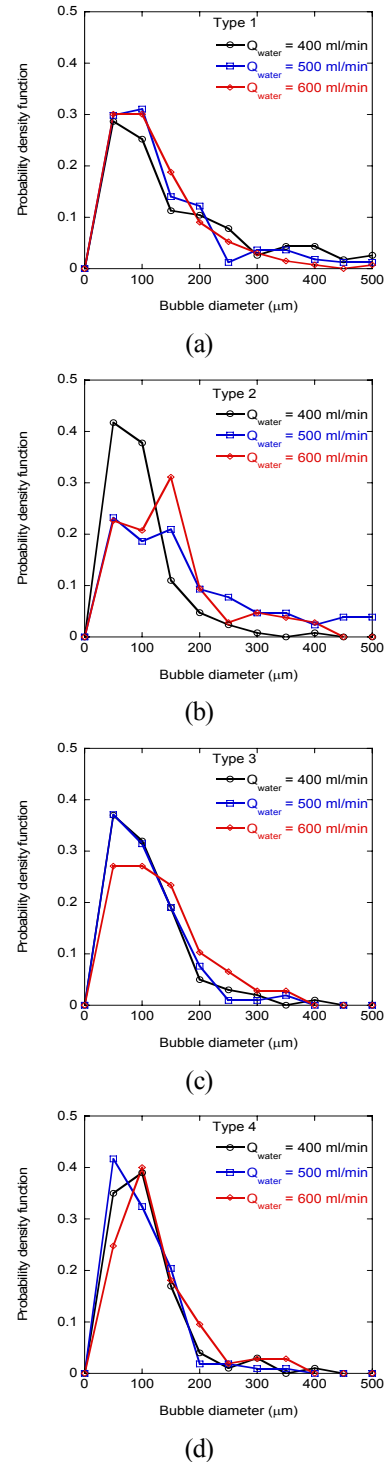 Type 1
Q_water = 400 ml/min
Q_water = 500 ml/min
Q_water = 600 ml/min
Probability density function
0.5
0.4
0.3
0.2
0.1
0
0 100 200 300 400 500
Bubble diameter (μm)
(a)
Type 2
Q_water = 400 ml/min
Q_water = 500 ml/min
Q_water = 600 ml/min
Probability density function
0.5
0.4
0.3
0.2
0.1
0
0 100 200 300 400 500
Bubble diameter (μm)
(b)
Type 3
Q_water = 400 ml/min
Q_water = 500 ml/min
Q_water = 600 ml/min
Probability density function
0.5
0.4
0.3
0.2
0.1
0
0 100 200 300 400 500
Bubble diameter (μm)
(c)
Type 4
Q_water = 400 ml/min
Q_water = 500 ml/min
Q_water = 600 ml/min
Probability density function
0.5
0.4
0.3
0.2
0.1
0
0 100 200 300 400 500
Bubble diameter (μm)
(d)